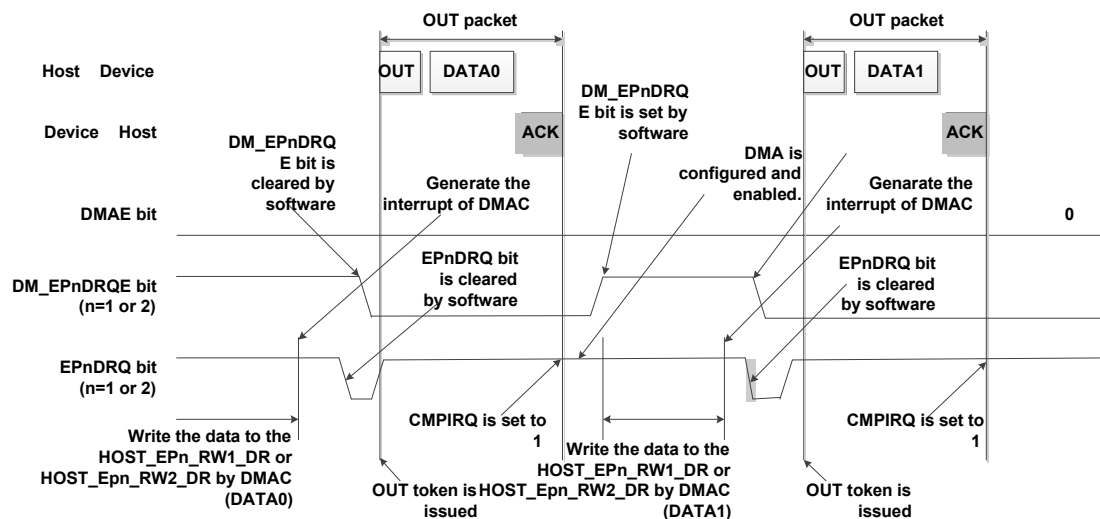 OUT packet
OUT packet
Host Device
OUT
DATA0
OUT
DATA1
Device Host
ACK
ACK
DM_EPnDRQ
E bit is
cleared by
software
DM_EPnDRQ
E bit is set by
software
Generate the
interrupt of DMAC
DMA is
configured and
enabled.
Genarate the
interrupt of DMAC
DMAE bit
0
DM_EPnDRQE bit
(n=1 or 2)
EPnDRQ bit
is cleared
by software
EPnDRQ bit
is cleared
by software
EPnDRQ bit
(n=1 or 2)
Write the data to the
HOST_EPn_RW1_DR or
HOST_Epn_RW2_DR by DMAC
(DATA0)
CMPIRQ is set to
1
Write the data to the
HOST_EPn_RW1_DR or
HOST_Epn_RW2_DR by DMAC
(DATA1)
CMPIRQ is set to
1
OUT token is
issued
OUT token is
issued